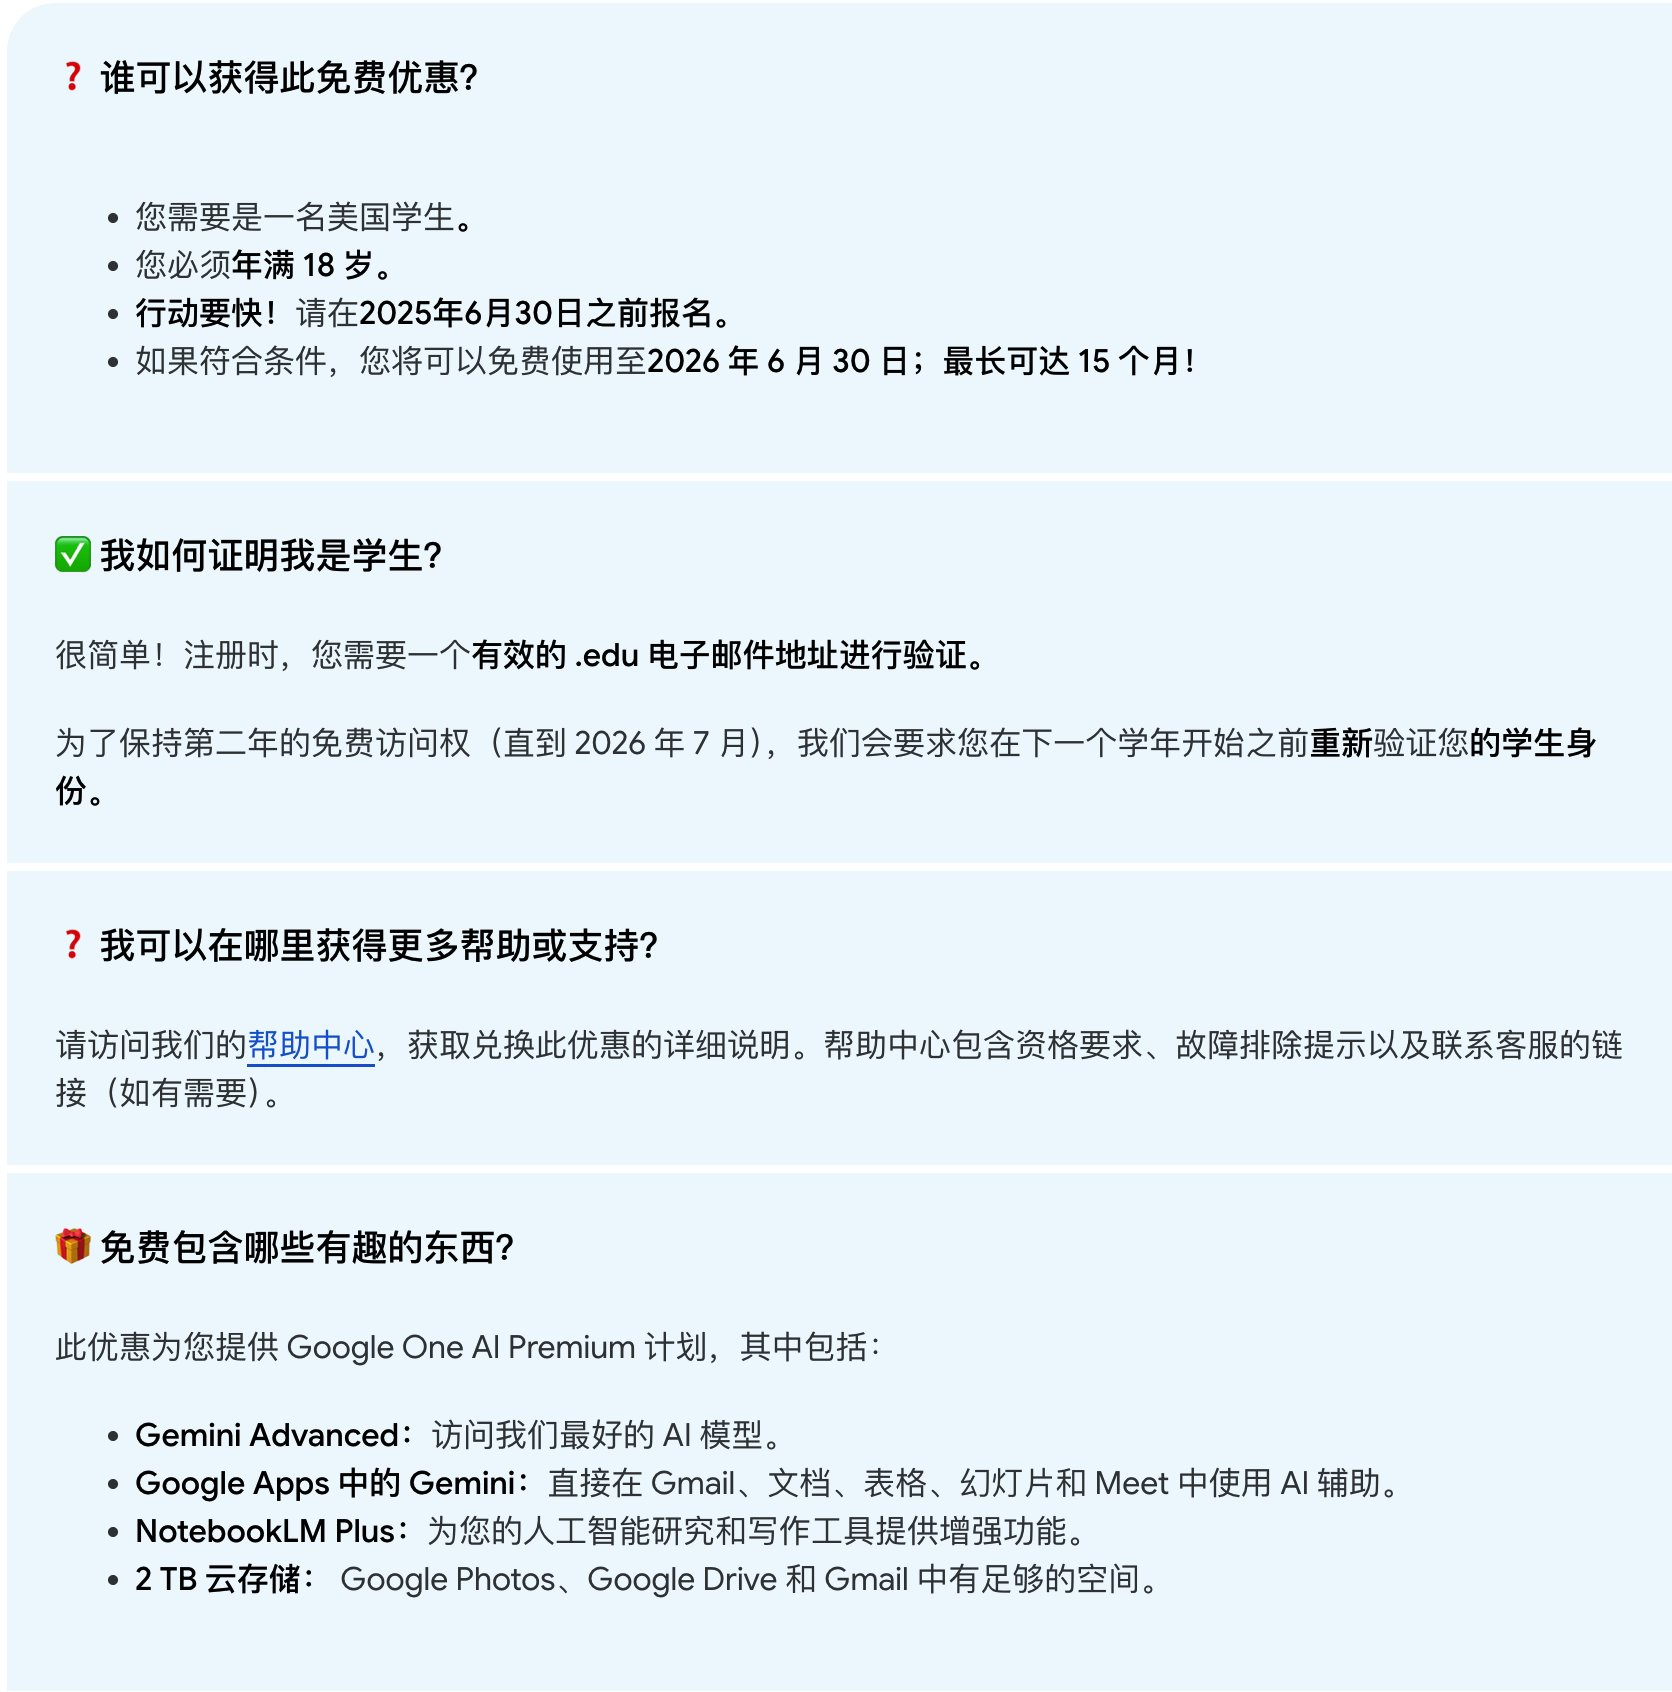 ❓ 谁可以获得此免费优惠?
• 您需要是一名美国学生。
• 您必须年满 18 岁。
• 行动要快！请在2025年6月30日之前报名。
• 如果符合条件，您将可以免费使用至2026 年 6 月 30 日；最长可达 15 个月！
✅ 我如何证明我是学生?
很简单！注册时，您需要一个有效的 .edu 电子邮件地址进行验证。
为了保持第二年的免费访问权（直到 2026 年 7 月），我们会要求您在下一个学年开始之前重新验证您的学生身
份。
❓ 我可以在哪里获得更多帮助或支持?
请访问我们的帮助中心，获取兑换此优惠的详细说明。帮助中心包含资格要求、故障排除提示以及联系客服的链
接（如有需要）。
🎁 免费包含哪些有趣的东西?
此优惠为您提供 Google One AI Premium 计划，其中包括：
• Gemini Advanced：访问我们最好的 AI 模型。
• Google Apps 中的 Gemini：直接在 Gmail、文档、表格、幻灯片和 Meet 中使用 AI 辅助。
• NotebookLM Plus：为您的人工智能研究和写作工具提供增强功能。
• 2 TB 云存储： Google Photos、Google Drive 和 Gmail 中有足够的空间。